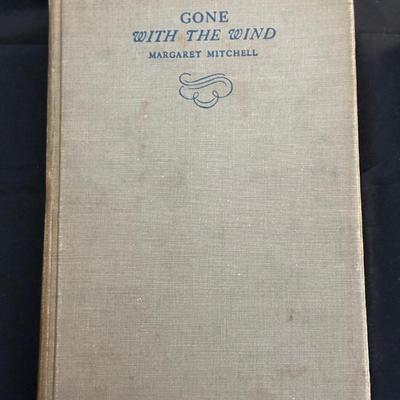 GONE
WITH THE WIND
MARGARET MITCHELL